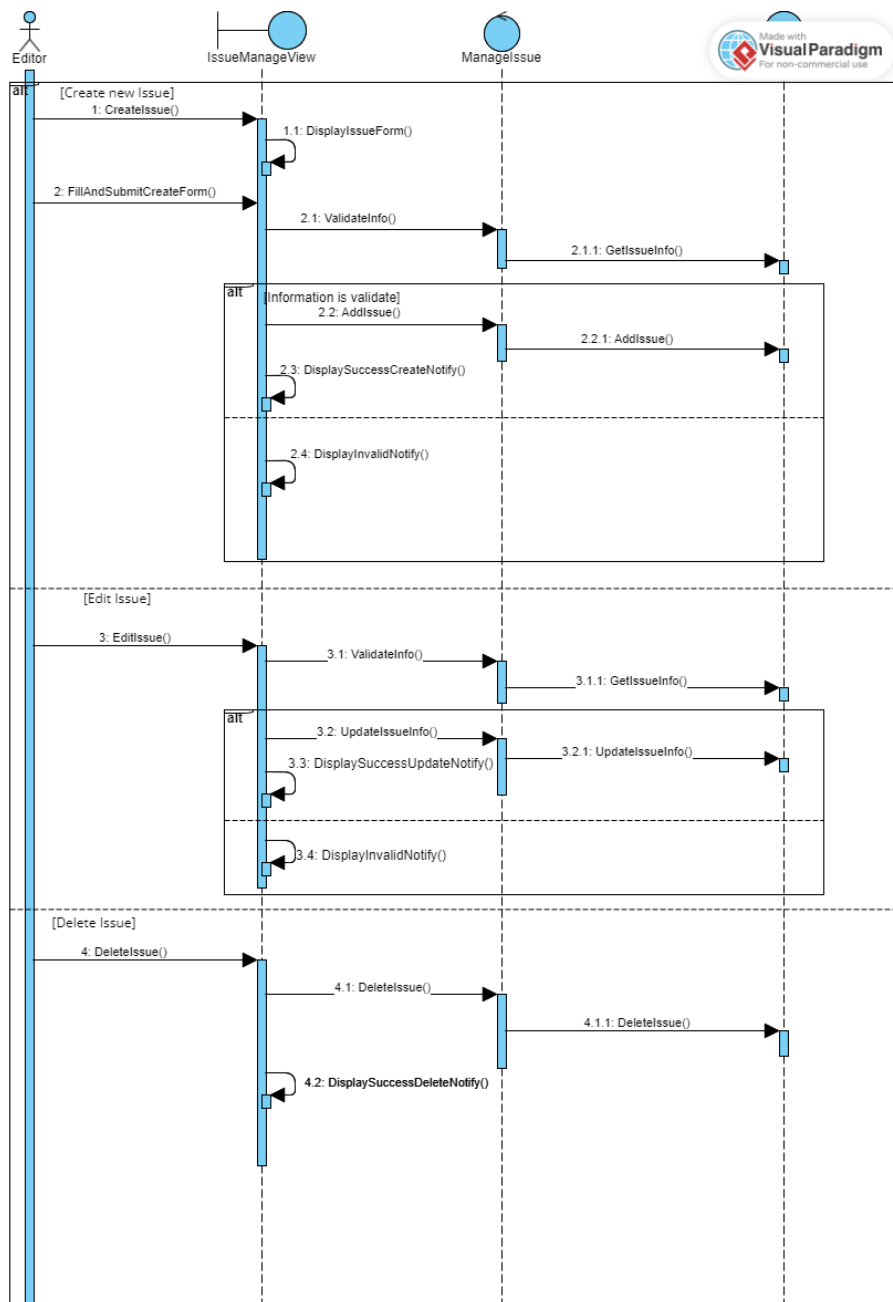 Made with
Visual Paradigm
For non-commercial use
Editor
IssueManageView
ManageIssue
alt
[Create new Issue]
1: CreateIssue()
1.1: DisplayIssueForm()
2: FillAndSubmitCreateForm()
2.1: ValidateInfo()
2.1.1: GetIssueInfo()
alt
[Information is validate]
2.2: AddIssue()
2.2.1: AddIssue()
2.3: DisplaySuccessCreateNotify()
2.4: DisplayInvalidNotify()
[Edit Issue]
3: EditIssue()
3.1: ValidateInfo()
3.1.1: GetIssueInfo()
alt
3.2: UpdateIssueInfo()
3.2.1: UpdateIssueInfo()
3.3: DisplaySuccessUpdateNotify()
3.4: DisplayInvalidNotify()
[Delete Issue]
4: DeleteIssue()
4.1: DeleteIssue()
4.1.1: DeleteIssue()
4.2: DisplaySuccessDeleteNotify()